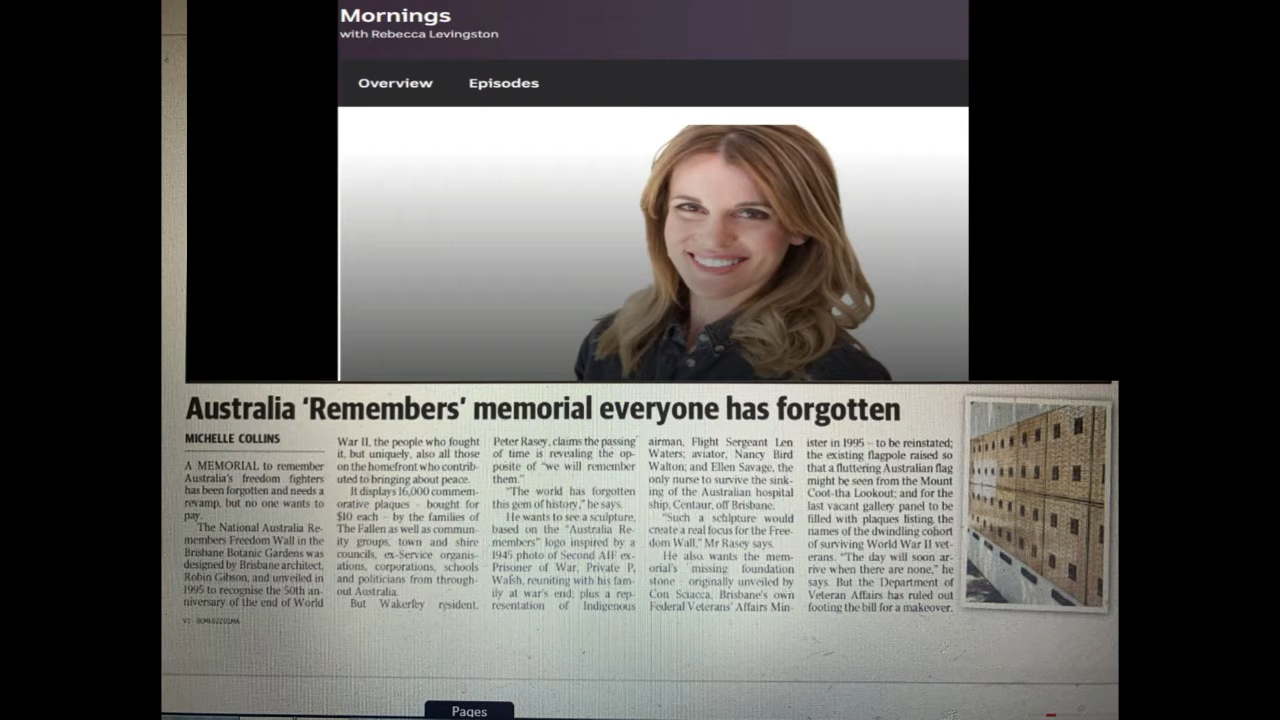 Mornings
with Rebecca Levingston
Overview Episodes
Australia 'Remembers' memorial everyone has forgotten
MICHELLE COLLINS
A MEMORIAL to remember
Australia's freedom fighters
has been forgotten and needs a
revamp, but no one wants to
pay.
The National Australia Re-
members Freedom Wall in the
Brisbane Botanic Gardens was
designed by Brisbane architect,
Robin Gibson, and unveiled in
1995 to recognise the 50th an-
niversary of the end of World
War II, the people who fought
it, but uniquely, also all those
on the homefront who contrib-
uted to bringing about peace.
It displays 16,000 commem-
orative plaques – bought for
$10 each – by the families of
The Fallen as well as commun-
ity groups, town and shire
councils, ex-Service organis-
ations, corporations, schools
and politicians from through-
out Australia.
But Wakerley resident,
Peter Rasey, claims the passing
of time is revealing the op-
posite of "we will remember
them."
"The world has forgotten
this gem of history," he says.
He wants to see a sculpture,
based on the "Australia Re-
members" logo inspired by a
1945 photo of Second AIF ex-
Prisoner of War, Private P,
Walsh, reuniting with his fam-
ily at war's end; plus a rep-
resentation of Indigenous
airman, Flight Sergeant Len
Waters; aviator, Nancy Bird
Walton; and Ellen Savage, the
only nurse to survive the sink-
ing of the Australian hospital
ship, Centaur, off Brisbane.
"Such a sculpture would
create a real focus for the Free-
dom Wall," Mr Rasey says.
He also wants the mem-
orial's missing foundation
stone – originally unveiled by
Con Sciacca, Brisbane's own
Federal Veterans' Affairs Min-
ister in 1995 – to be reinstated;
the existing flagpole raised so
that a fluttering Australian flag
might be seen from the Mount
Coot-tha Lookout; and for the
last vacant gallery panel to be
filled with plaques listing the
names of the dwindling cohort
of surviving World War II vet-
erans. "The day will soon ar-
rive when there are none," he
says. But the Department of
Veteran Affairs has ruled out
footing the bill for a makeover.
Pages